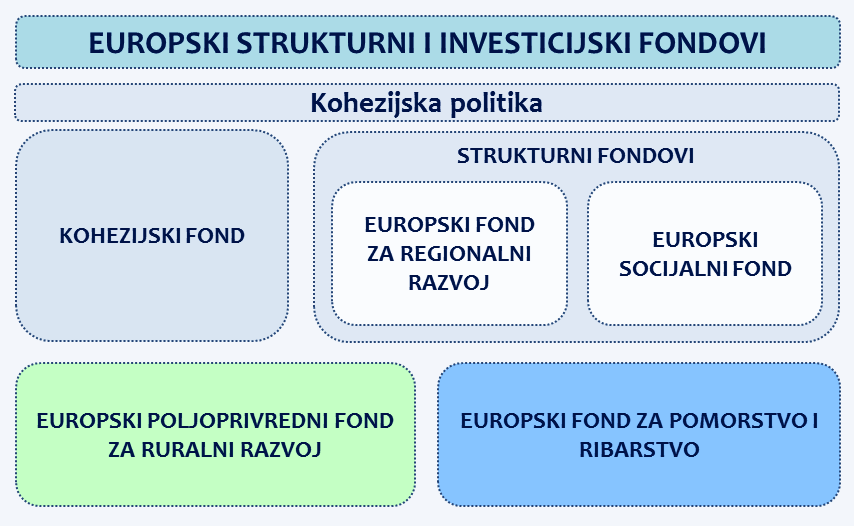 EUROPSKI STRUKTURNI I INVESTICIJSKI FONDOVI
Kohezijska politika
KOHEZIJSKI FOND
STRUKTURNI FONDOVI
EUROPSKI FOND
ZA REGIONALNI
RAZVOJ
EUROPSKI
SOCIJALNI FOND
EUROPSKI POLJOPRIVREDNI FOND
ZA RURALNI RAZVOJ
EUROPSKI FOND ZA POMORSTVO I
RIBARSTVO